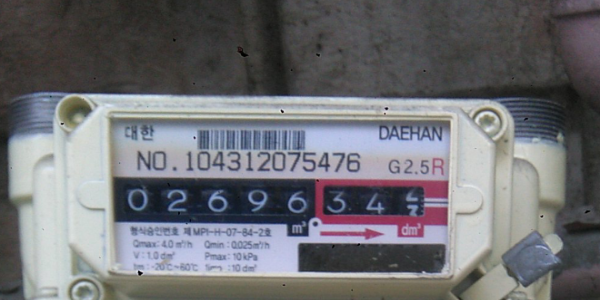 대한 DAEHAN
NO.104312075476 G2.5R
02696 34
m³ dm³
형식승인번호 제 MPI-H-07-84-2호
Qmax: 4.0 m³/h Qmin : 0.025m³/h
V : 1.0 dm³ Pmax : 10 kPa
-20℃~60℃ :10 dm³